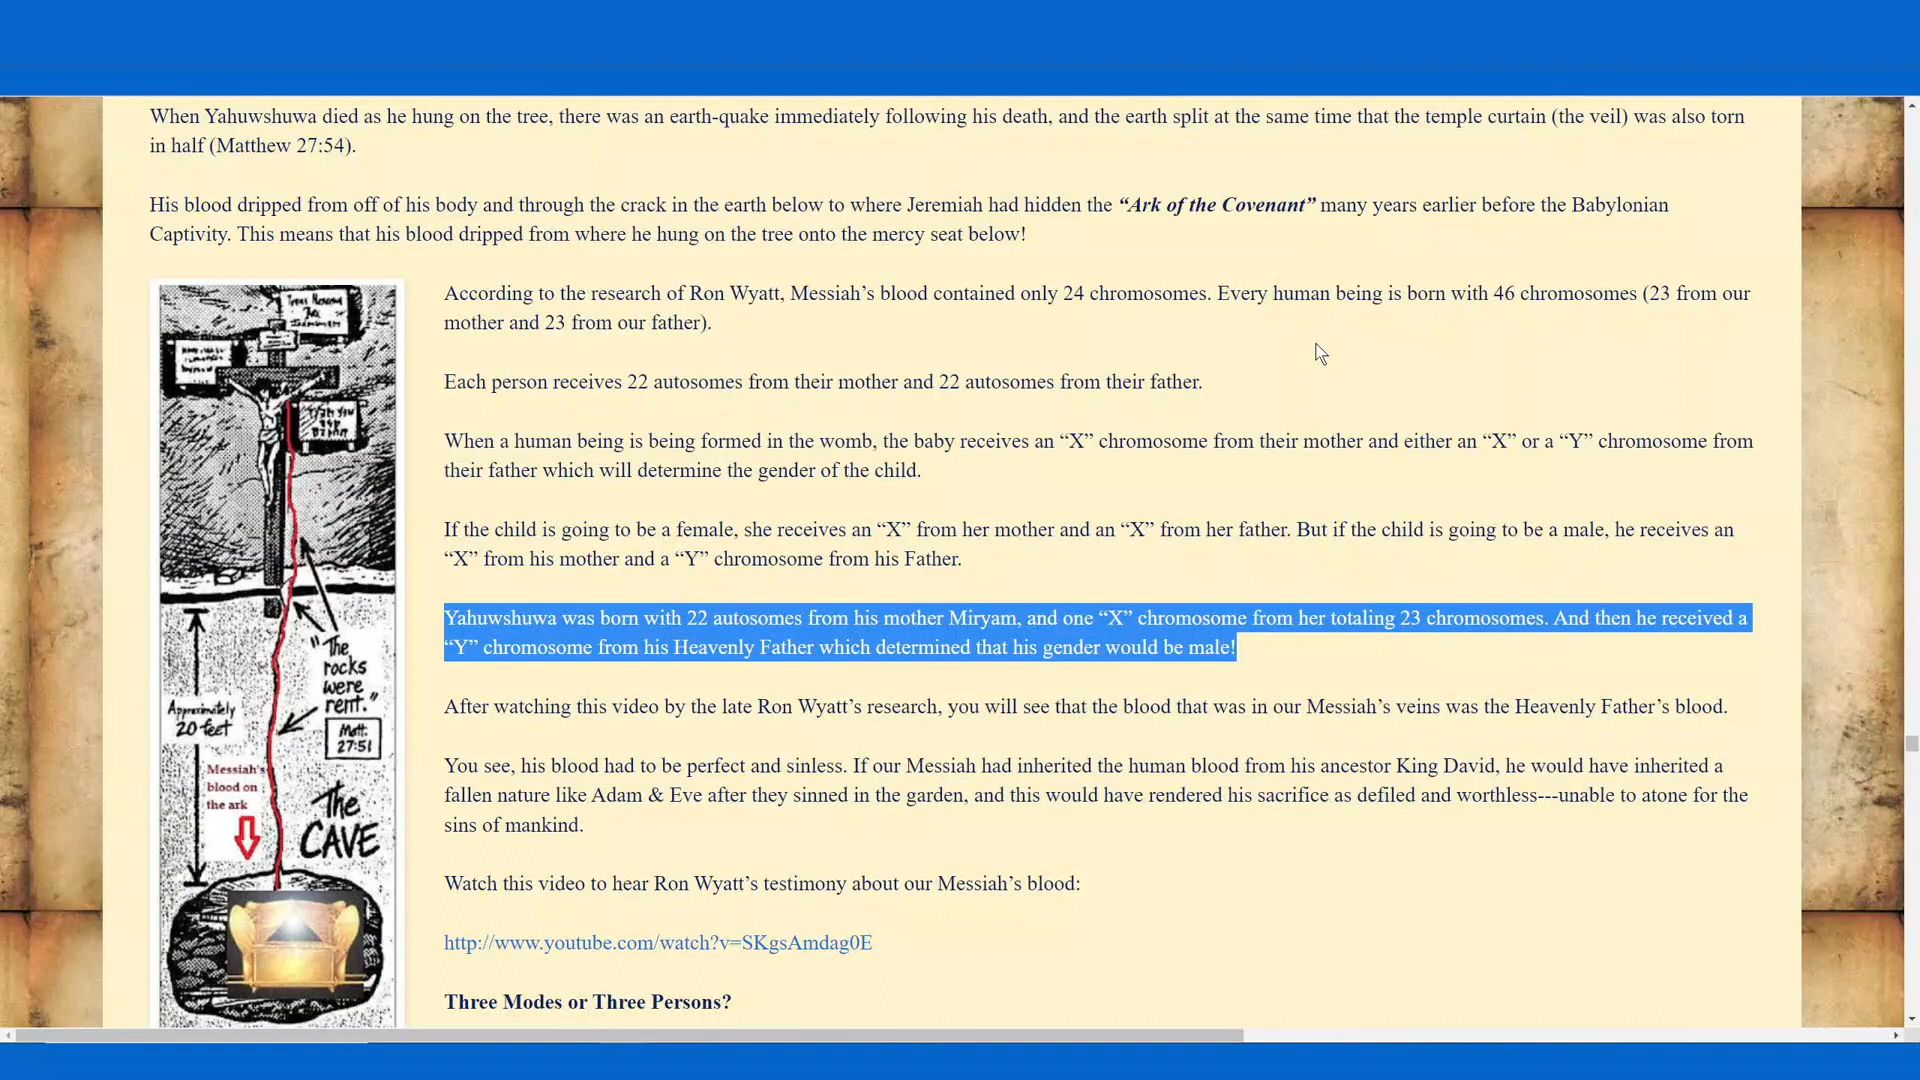 When Yahuwshuwa died as he hung on the tree, there was an earth-quake immediately following his death, and the earth split at the same time that the temple curtain (the veil) was also torn
in half (Matthew 27:54).
His blood dripped from off of his body and through the crack in the earth below to where Jeremiah had hidden the “Ark of the Covenant” many years earlier before the Babylonian
Captivity. This means that his blood dripped from where he hung on the tree onto the mercy seat below!
According to the research of Ron Wyatt, Messiah’s blood contained only 24 chromosomes. Every human being is born with 46 chromosomes (23 from our
mother and 23 from our father).
Each person receives 22 autosomes from their mother and 22 autosomes from their father.
When a human being is being formed in the womb, the baby receives an “X” chromosome from their mother and either an “X” or a “Y” chromosome from
their father which will determine the gender of the child.
If the child is going to be a female, she receives an “X” from her mother and an “X” from her father. But if the child is going to be a male, he receives an
“X” from his mother and a “Y” chromosome from his Father.
Yahuwshuwa was born with 22 autosomes from his mother Miryam, and one “X” chromosome from her totaling 23 chromosomes. And then he received a
“Y” chromosome from his Heavenly Father which determined that his gender would be male!
After watching this video by the late Ron Wyatt’s research, you will see that the blood that was in our Messiah’s veins was the Heavenly Father’s blood.
You see, his blood had to be perfect and sinless. If our Messiah had inherited the human blood from his ancestor King David, he would have inherited a
fallen nature like Adam & Eve after they sinned in the garden, and this would have rendered his sacrifice as defiled and worthless---unable to atone for the
sins of mankind.
Watch this video to hear Ron Wyatt’s testimony about our Messiah’s blood:
http://www.youtube.com/watch?v=SKgsAmdag0E
Three Modes or Three Persons?
"The
rocks
were
rent."
Matt.
27:51
Approximately
20 feet
Messiah's
blood on
the ark
The
CAVE